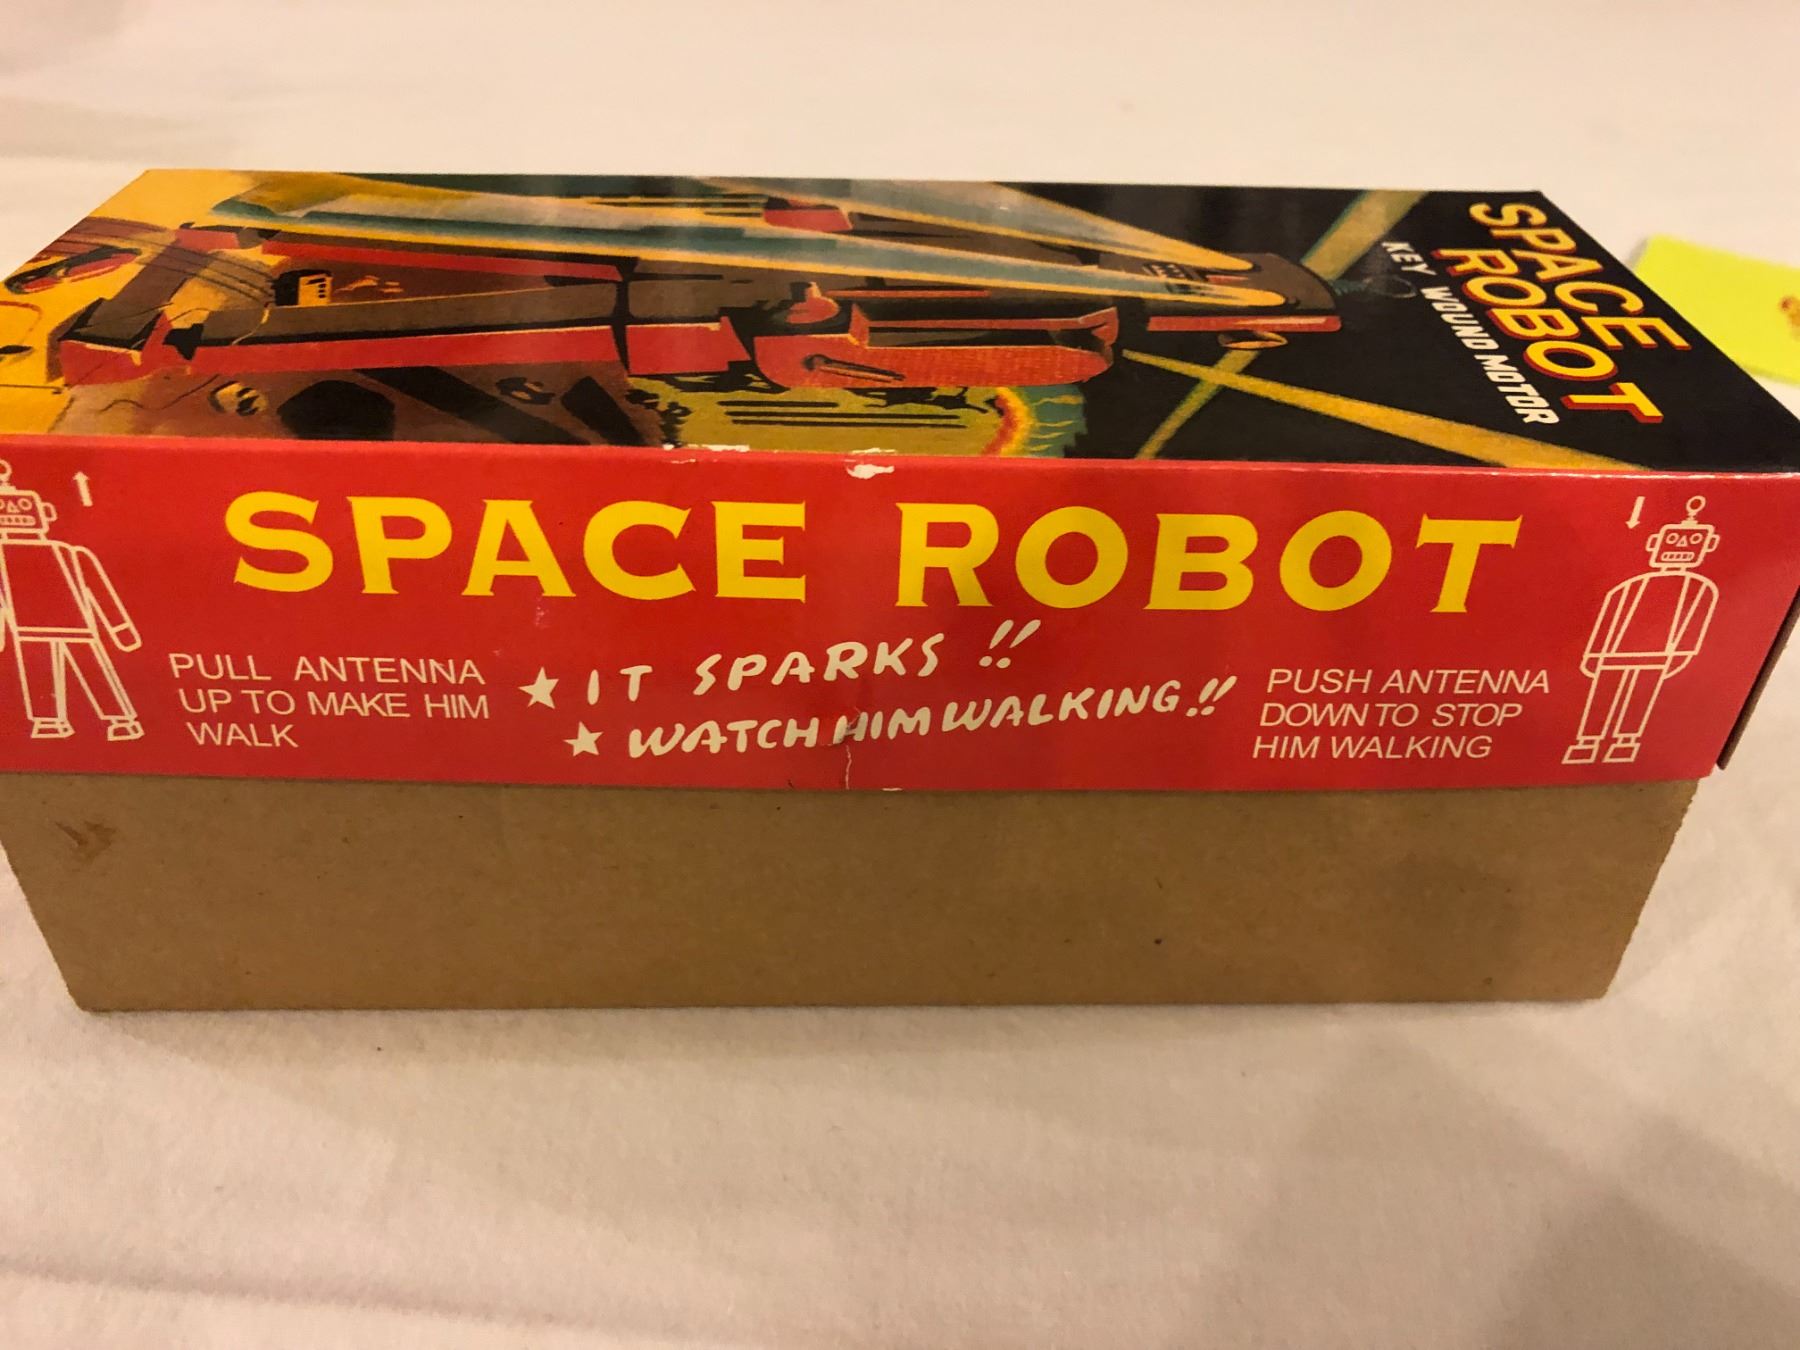 SPACE
ROBOT
KEY WOUND MOTOR
SPACE ROBOT
PULL ANTENNA
UP TO MAKE HIM
WALK
★ IT SPARKS !!
★ WATCH HIM WALKING !!
PUSH ANTENNA
DOWN TO STOP
HIM WALKING